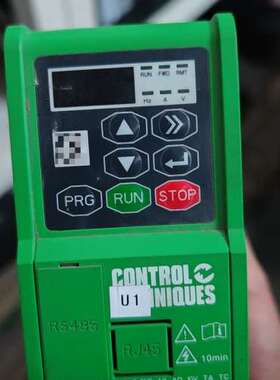 RUN FWD RMT
Hz A V
PRG RUN STOP
CONTROL
U1 NIQUES
RS485
RJ45
10min